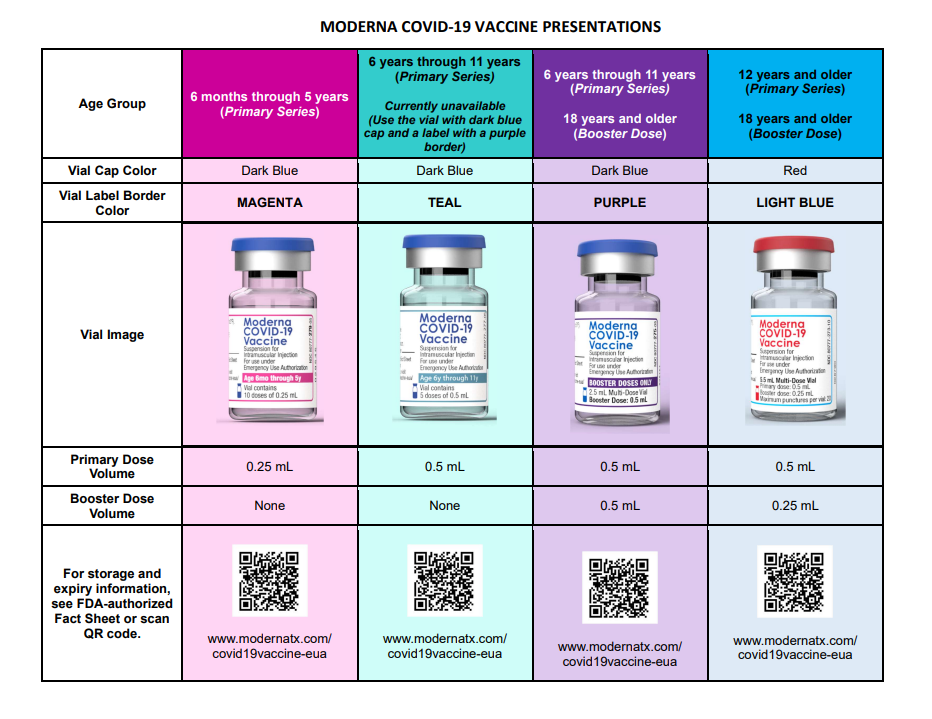 MODERNA COVID-19 VACCINE PRESENTATIONS
Age Group
6 months through 5 years
(Primary Series)
6 years through 11 years
(Primary Series)
Currently unavailable
(Use the vial with dark blue
cap and a label with a purple
border)
6 years through 11 years
(Primary Series)
18 years and older
(Booster Dose)
12 years and older
(Primary Series)
18 years and older
(Booster Dose)
Vial Cap Color
Dark Blue
Dark Blue
Dark Blue
Red
Vial Label Border
Color
MAGENTA
TEAL
PURPLE
LIGHT BLUE
Vial Image
Moderna
COVID-19
Vaccine
Suspension for
Intramuscular Injection
For use under
Emergency Use Authorization
Age 6mo through 5y
Vial contains
10 doses of 0.25 mL
Moderna
COVID-19
Vaccine
Suspension for
Intramuscular Injection
For use under
Emergency Use Authorization
Age 6y through 11y
Vial contains
5 doses of 0.5 mL
Moderna
COVID-19
Vaccine
Suspension for
Intramuscular Injection
For use under
Emergency Use Authorization
BOOSTER DOSES ONLY
2.5 mL Multi-Dose Vial
Booster Dose: 0.5 mL
Moderna
COVID-19
Vaccine
Suspension for
Intramuscular Injection
For use under
Emergency Use Authorization
5.5 mL Multi-Dose Vial
Primary dose: 0.5 mL
Booster dose: 0.25 mL
Maximum punctures per vial: 20
Primary Dose
Volume
0.25 mL
0.5 mL
0.5 mL
0.5 mL
Booster Dose
Volume
None
None
0.5 mL
0.25 mL
For storage and
expiry information,
see FDA-authorized
Fact Sheet or scan
QR code.
www.modernatx.com/
covid19vaccine-eua
www.modernatx.com/
covid19vaccine-eua
www.modernatx.com/
covid19vaccine-eua
www.modernatx.com/
covid19vaccine-eua